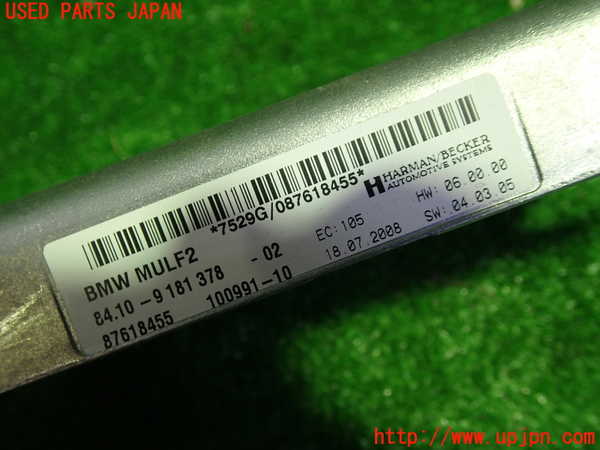 USED PARTS JAPAN
*7529G/087618455*
HARMAN/BECKER
AUTOMOTIVE SYSTEMS
BMW MULF2
EC: 105
HW: 06.00.00
84.10-9 181 378 - 02
18.07.2008
SW: 04.03.05
87618455
100991-10
http://www.upjpn.com/